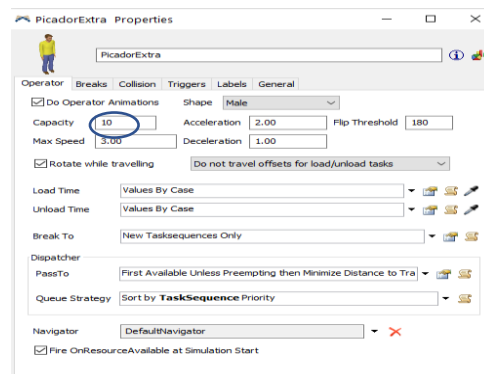 PicadorExtra Properties
PicadorExtra
Operator Breaks Collision Triggers Labels General
Do Operator Animations Shape Male
Capacity 10 Acceleration 2.00 Flip Threshold 180
Max Speed 3.00 Deceleration 1.00
Rotate while travelling Do not travel offsets for load/unload tasks
Load Time Values By Case
Unload Time Values By Case
Break To New Tasksequences Only
Dispatcher
PassTo First Available Unless Preempting then Minimize Distance to Tra
Queue Strategy Sort by TaskSequence Priority
Navigator DefaultNavigator
Fire OnResourceAvailable at Simulation Start